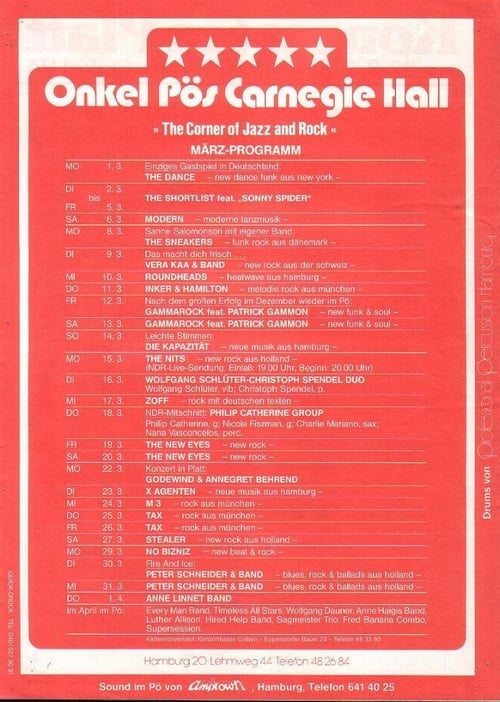 Onkel Pös Carnegie Hall
» The Corner of Jazz and Rock «
MÄRZ-PROGRAMM
MO 1. 3. Einziges Gastspiel in Deutschland:
THE DANCE – new dance funk aus new york –
DI 2. 3.
bis THE SHORTLIST feat. „SONNY SPIDER"
FR 5. 3.
SA 6. 3. MODERN – moderne tanzmusik –
MO 8. 3. Sanne Salomonson mit eigener Band:
THE SNEAKERS – funk rock aus dänemark –
DI 9. 3. Das macht dich frisch . . .
VERA KAA & BAND – new rock aus der schweiz –
MI 10. 3. ROUNDHEADS – heatwave aus hamburg –
DO 11. 3. INKER & HAMILTON – melodie rock aus münchen –
FR 12. 3. Nach dem großen Erfolg im Dezember wieder im Pö:
GAMMAROCK feat. PATRICK GAMMON – new funk & soul –
SA 13. 3. GAMMAROCK feat. PATRICK GAMMON – new funk & soul –
SO 14. 3. Leichte Stimmen:
DIE KAPAZITÄT – neue musik aus hamburg –
MO 15. 3. THE NITS – new rock aus holland –
(NDR-Live-Sendung: Einlaß: 19.00 Uhr, Beginn: 20.00 Uhr)
DI 16. 3. WOLFGANG SCHLÜTER-CHRISTOPH SPENDEL DUO
Wolfgang Schlüter, vib; Christoph Spendel, p.
MI 17. 3. ZOFF – rock mit deutschen texten –
DO 18. 3. NDR-Mitschnitt: PHILIP CATHERINE GROUP
Philip Catherine, g; Nicola Fiszman, g; Charlie Mariano, sax;
Nana Vasconcelos, perc.
FR 19. 3. THE NEW EYES – new rock –
SA 20. 3. THE NEW EYES – new rock –
MO 22. 3. Konzert in Platt:
GODEWIND & ANNEGRET BEHREND
DI 23. 3. X AGENTEN – neue musik aus hamburg –
MI 24. 3. M 3 – rock aus münchen –
DO 25. 3. TAX – rock aus münchen –
FR 26. 3. TAX – rock aus münchen –
SA 27. 3. STEALER – new rock aus holland –
MO 29. 3. NO BIZNIZ – new beat & rock –
DI 30. 3. Fire And Ice:
PETER SCHNEIDER & BAND – blues, rock & ballads aus holland –
MI 31. 3. PETER SCHNEIDER & BAND – blues, rock & ballads aus holland –
DO 1. 4. ANNE LINNET BAND
Im April im Pö: Every Man Band, Timeless All Stars, Wolfgang Dauner, Anne Haigis Band,
Luther Allison, Hired Help Band, Sagmeister Trio, Fred Banana Combo,
Supersession.
Kartenvorverkauf: Konzertkasse Collien – Eppendorfer Baum 23 – Telefon 48 33 90
Hamburg 20 Lehmweg 44 Telefon 48 26 84
Sound im Pö von Amptown, Hamburg, Telefon 641 40 25
Drums von Professional Percussion Hamburg